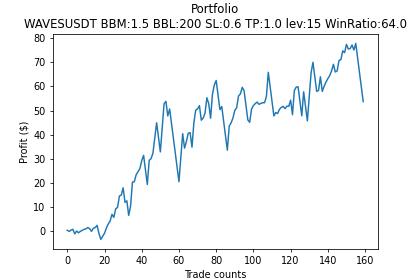 Portfolio
WAVESUSDT BBM:1.5 BBL:200 SL:0.6 TP:1.0 lev:15 WinRatio:64.0
80
70
60
50
40
30
20
10
0
Profit ($)
0 20 40 60 80 100 120 140 160
Trade counts